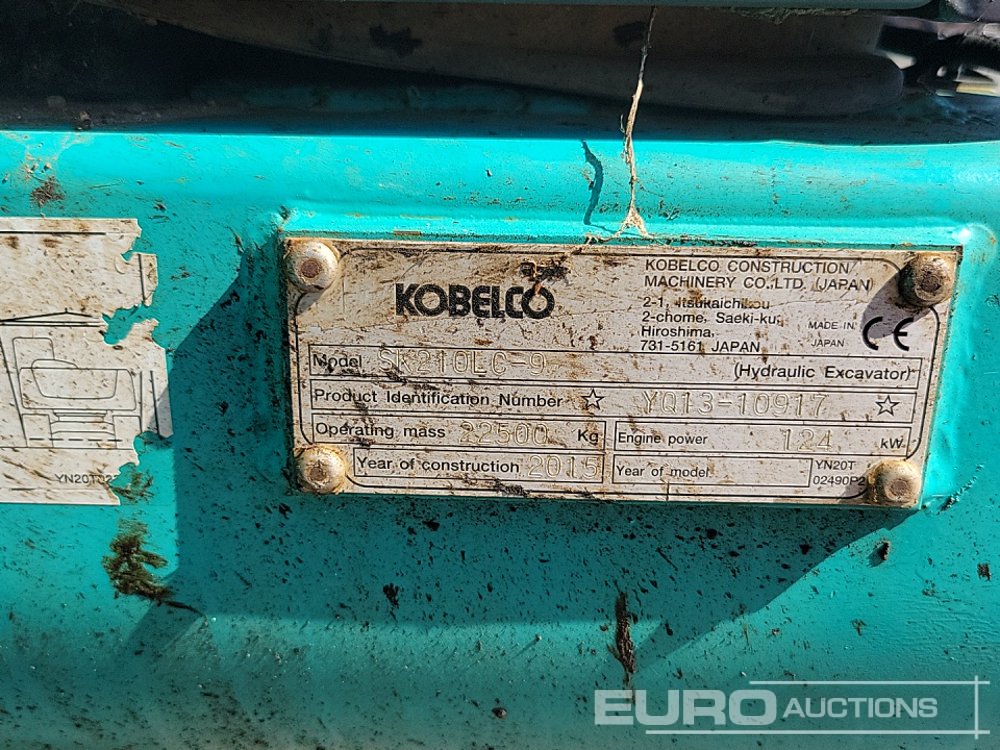 KOBELCO
KOBELCO CONSTRUCTION
MACHINERY CO.,LTD. (JAPAN)
2-1, Itsukaichikou
2-chome, Saeki-ku,
Hiroshima,
731-5161 JAPAN
MADE IN
JAPAN
CE
Model SK210LC-9 (Hydraulic Excavator)
Product Identification Number ☆ YQ13-10917 ☆
Operating mass 22500 Kg
Engine power 124 kW
Year of construction 2015
Year of model
YN20T
02490P2
YN20T02
EURO AUCTIONS